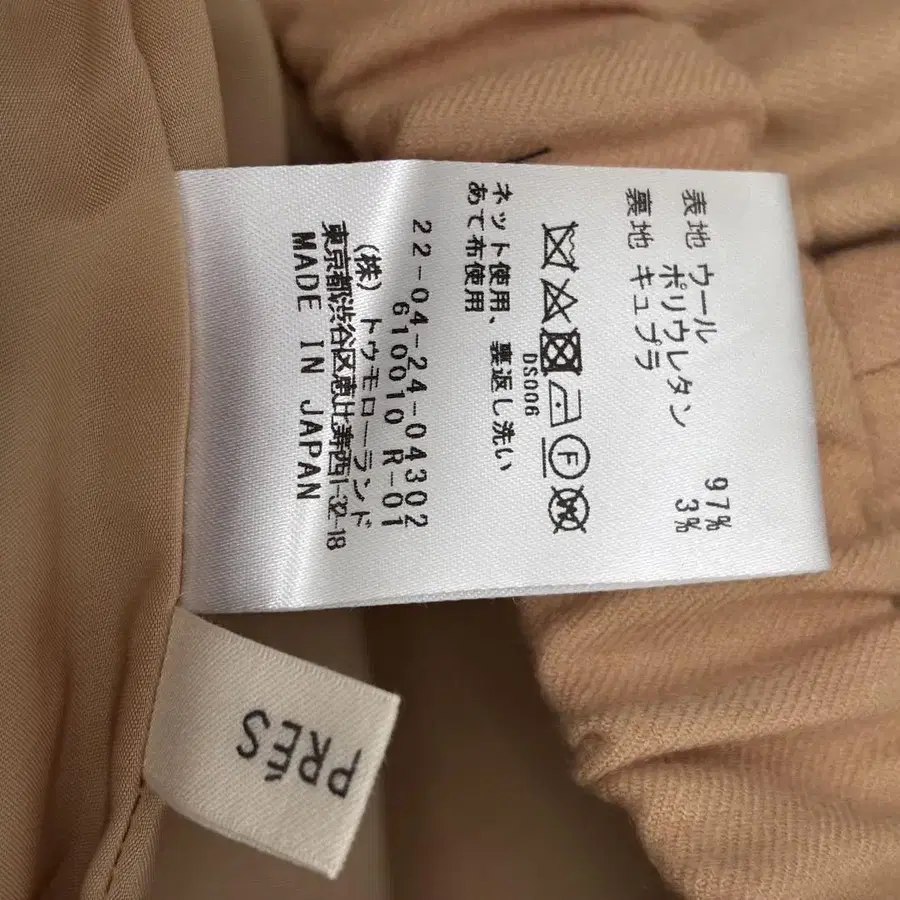 表地 ウール 97%
ポリウレタン 3%
裏地 キュプラ
DS006
ネット使用、裏返し洗い
あて布使用
22-04-24-04302
610010 R-01
(株) トゥモローランド
東京都渋谷区恵比寿西1-32-18
MADE IN JAPAN
PRÉS